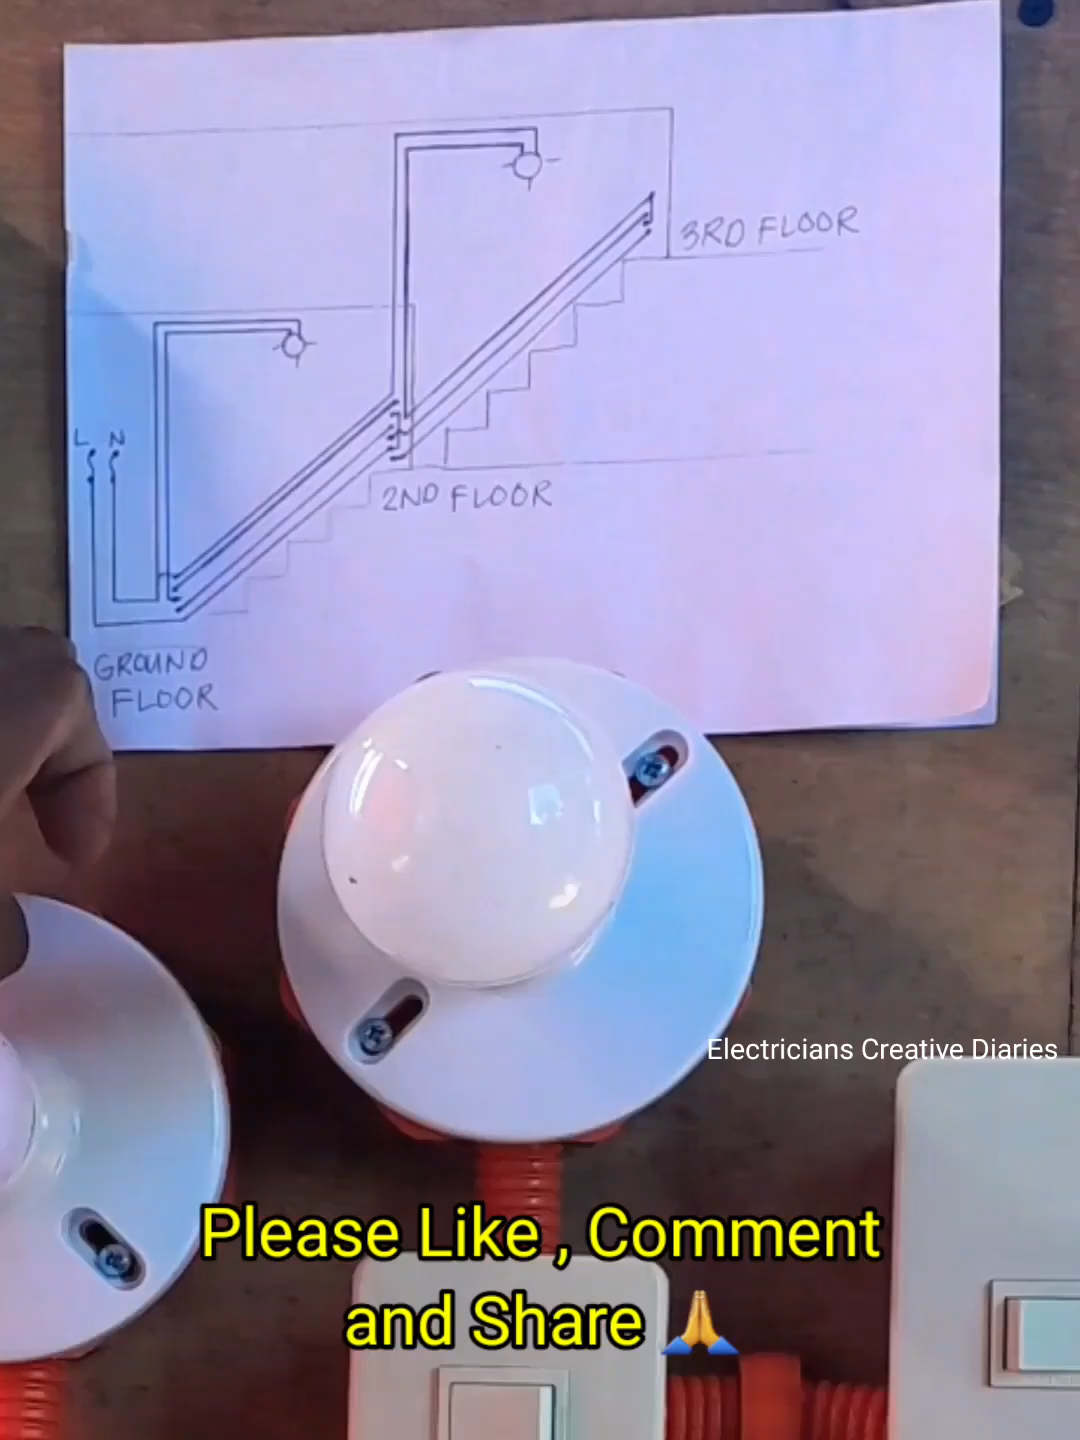 3RD FLOOR
L N
2ND FLOOR
GROUND
FLOOR
Electricians Creative Diaries
Please Like , Comment
and Share 🙏